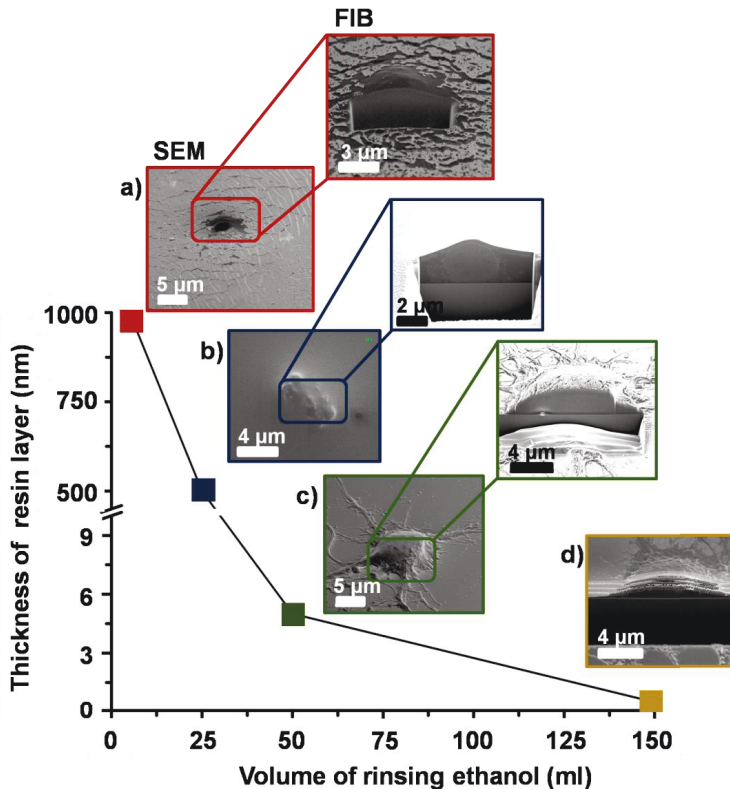 FIB
3 µm
SEM
a)
5 µm
2 µm
b)
4 µm
4 µm
c)
5 µm
d)
4 µm
Thickness of resin layer (nm)
1000
750
500
9
6
3
0
0
25
50
75
100
125
150
Volume of rinsing ethanol (ml)